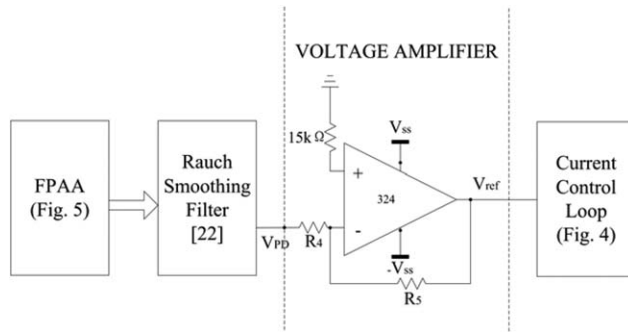 VOLTAGE AMPLIFIER
FPAA
(Fig. 5)
Rauch
Smoothing
Filter
[22]
VPD
R4
15k Ω
+
-
324
Vss
-Vss
R5
Vref
Current
Control
Loop
(Fig. 4)